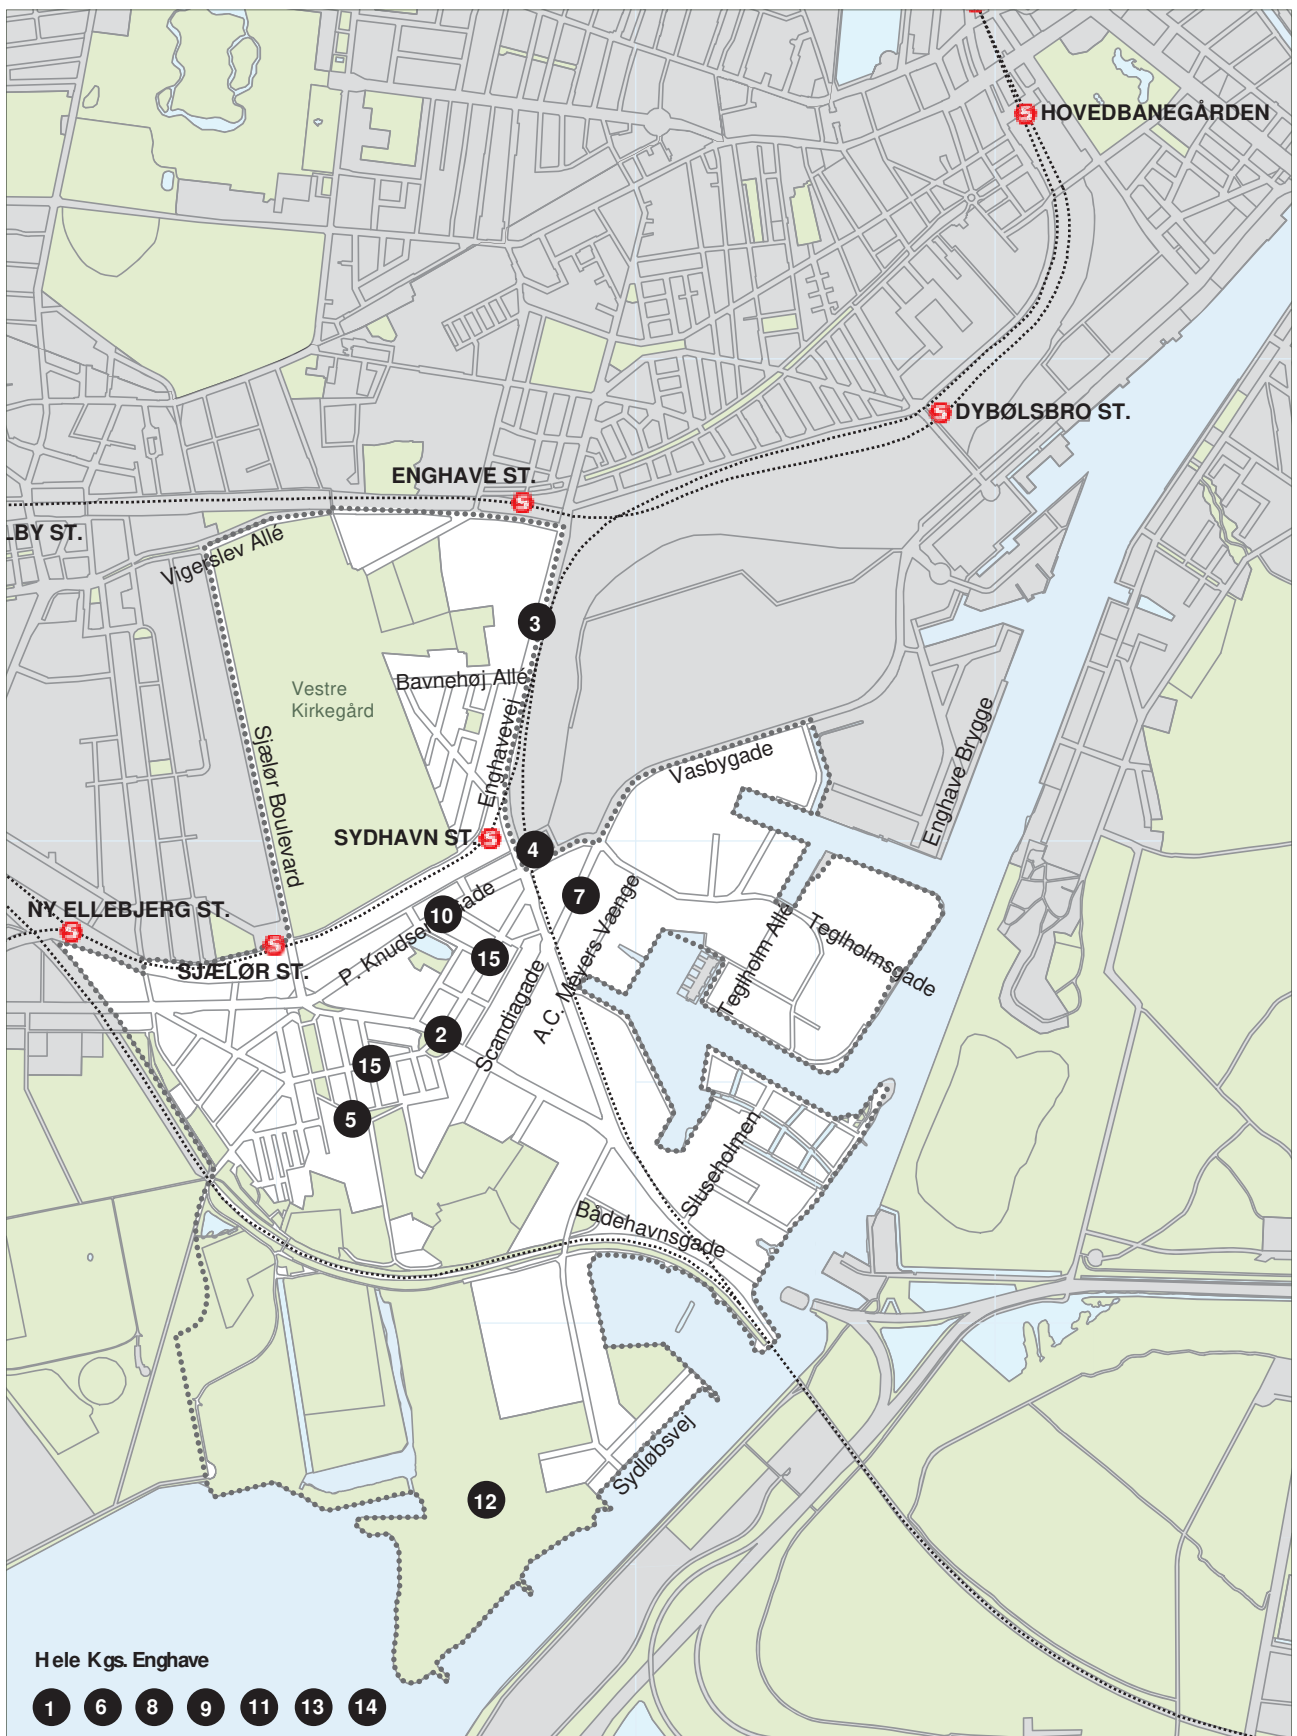 HOVEDBANEGÅRDEN
DYBØLSBRO ST.
ENGHAVE ST.
LBY ST.
Vigerslev Allé
3
Bavnehøj Allé
Vestre
Kirkegård
Enghavevej
Sjælør Boulevard
Vasbygade
Enghave Brygge
SYDHAVN ST.
4
7
NY ELLEBJERG ST.
10
P. Knudsens gade
SJÆLØR ST.
15
A.C. Meyers Vænge
Teglholm Allé
Teglholmsgade
2
Scandiagade
15
5
Sluseholmen
Bådehavnsgade
Sydløbsvej
12
Hele Kgs. Enghave
1 6 8 9 11 13 14